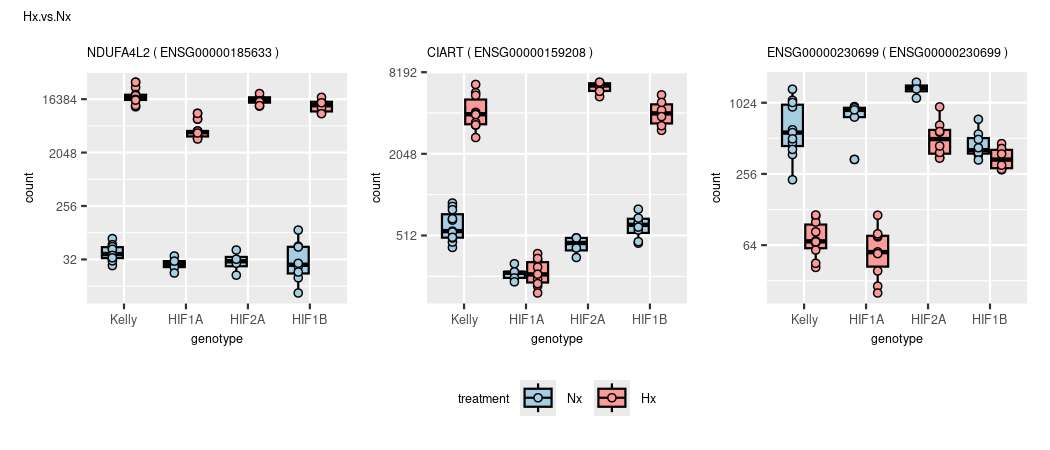 Hx.vs.Nx
NDUFA4L2 ( ENSG00000185633 )
count
16384
2048
256
32
Kelly
HIF1A
HIF2A
HIF1B
genotype
CIART ( ENSG00000159208 )
count
8192
2048
512
Kelly
HIF1A
HIF2A
HIF1B
genotype
ENSG00000230699 ( ENSG00000230699 )
count
1024
256
64
Kelly
HIF1A
HIF2A
HIF1B
genotype
treatment Nx Hx